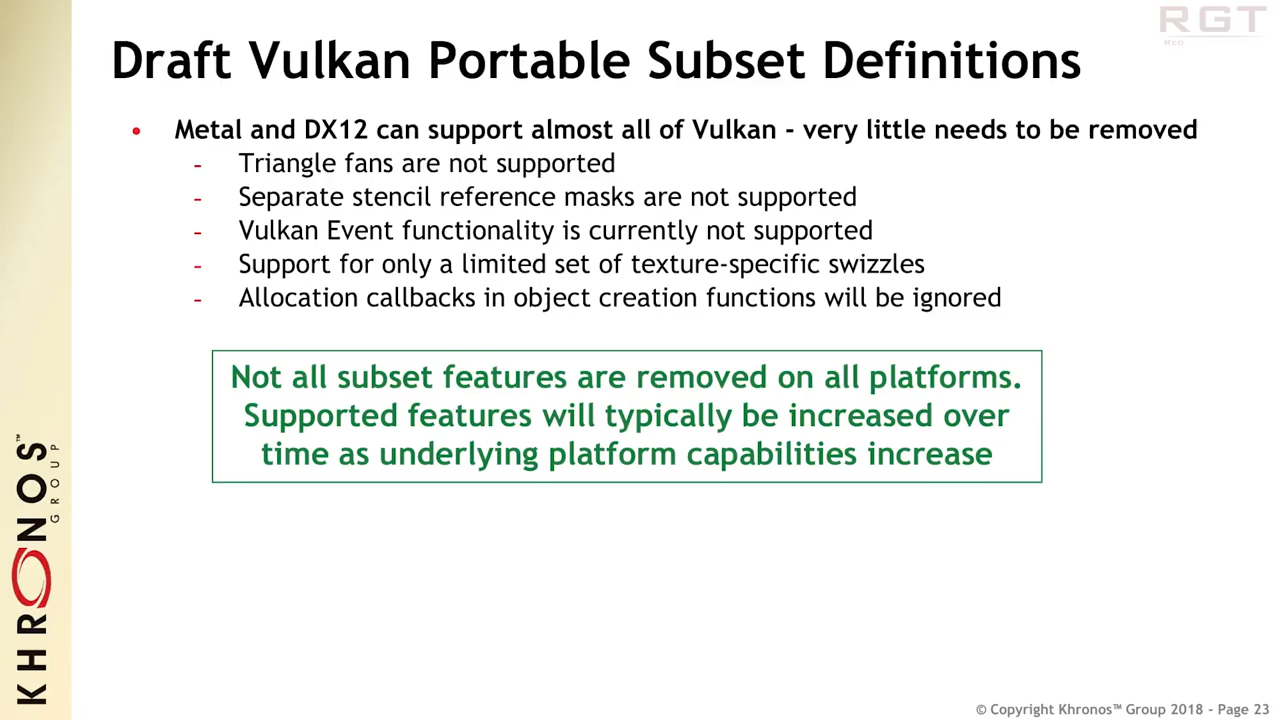 RGT
RED
Draft Vulkan Portable Subset Definitions
• Metal and DX12 can support almost all of Vulkan - very little needs to be removed
- Triangle fans are not supported
- Separate stencil reference masks are not supported
- Vulkan Event functionality is currently not supported
- Support for only a limited set of texture-specific swizzles
- Allocation callbacks in object creation functions will be ignored
Not all subset features are removed on all platforms.
Supported features will typically be increased over
time as underlying platform capabilities increase
KHRONOS™
GROUP
© Copyright Khronos™ Group 2018 - Page 23